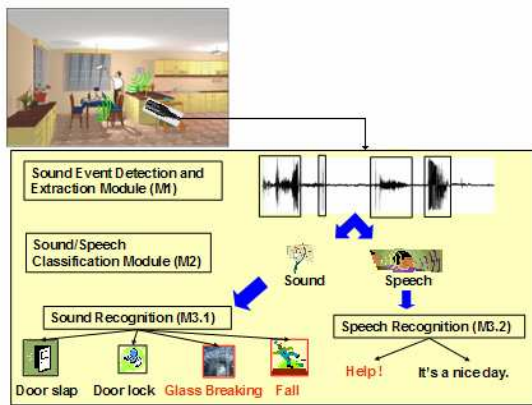 Sound Event Detection and
Extraction Module (M1)
Sound/Speech
Classification Module (M2)
Sound
Speech
Sound Recognition (M3.1)
Speech Recognition (M3.2)
Door slap
Door lock
Glass Breaking
Fall
Help!
It's a nice day.